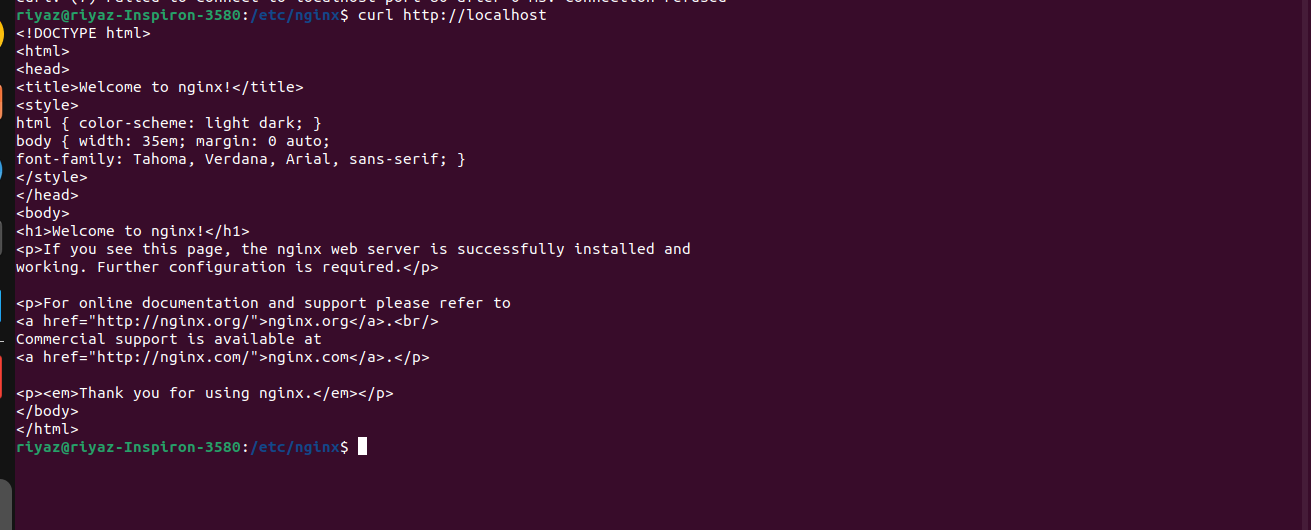 riyaz@riyaz-Inspiron-3580:/etc/nginx$ curl http://localhost
<!DOCTYPE html>
<html>
<head>
<title>Welcome to nginx!</title>
<style>
html { color-scheme: light dark; }
body { width: 35em; margin: 0 auto;
font-family: Tahoma, Verdana, Arial, sans-serif; }
</style>
</head>
<body>
<h1>Welcome to nginx!</h1>
<p>If you see this page, the nginx web server is successfully installed and
working. Further configuration is required.</p>

<p>For online documentation and support please refer to
<a href="http://nginx.org/">nginx.org</a>.<br/>
Commercial support is available at
<a href="http://nginx.com/">nginx.com</a>.</p>

<p><em>Thank you for using nginx.</em></p>
</body>
</html>
riyaz@riyaz-Inspiron-3580:/etc/nginx$